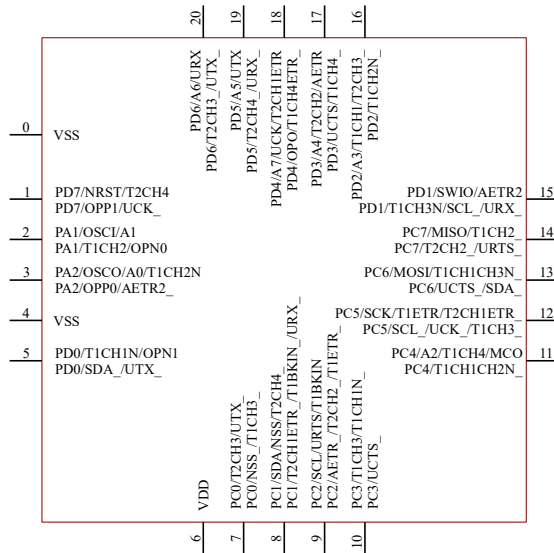 20
19
18
17
16
PD6/A6/URX
PD6/T2CH3_/UTX_
PD5/A5/UTX
PD5/T2CH4_/URX_
PD4/A7/UCK/T2CH1ETR
PD4/OPO/T1CH4ETR_
PD3/A4/T2CH2/AETR
PD3/UCTS/T1CH4_
PD2/A3/T1CH1/T2CH3_
PD2/T1CH2N_
0
VSS
1
PD7/NRST/T2CH4
PD7/OPP1/UCK_
2
PA1/OSCI/A1
PA1/T1CH2/OPN0
3
PA2/OSCO/A0/T1CH2N
PA2/OPP0/AETR2_
4
VSS
5
PD0/T1CH1N/OPN1
PD0/SDA_/UTX_
PD1/SWIO/AETR2
15
PD1/T1CH3N/SCL_/URX_
PC7/MISO/T1CH2_
14
PC7/T2CH2_/URTS_
PC6/MOSI/T1CH1CH3N_
13
PC6/UCTS_/SDA_
PC5/SCK/T1ETR/T2CH1ETR_
12
PC5/SCL_/UCK_/T1CH3_
PC4/A2/T1CH4/MCO
11
PC4/T1CH1CH2N_
VDD
PC0/T2CH3/UTX_
PC0/NSS_/T1CH3_
PC1/SDA/NSS/T2CH4_
PC1/T2CH1ETR_/T1BKIN_/URX_
PC2/SCL/URTS/T1BKIN
PC2/AETR_/T2CH2_/T1ETR_
PC3/T1CH3/T1CH1N_
PC3/UCTS_
6
7
8
9
10